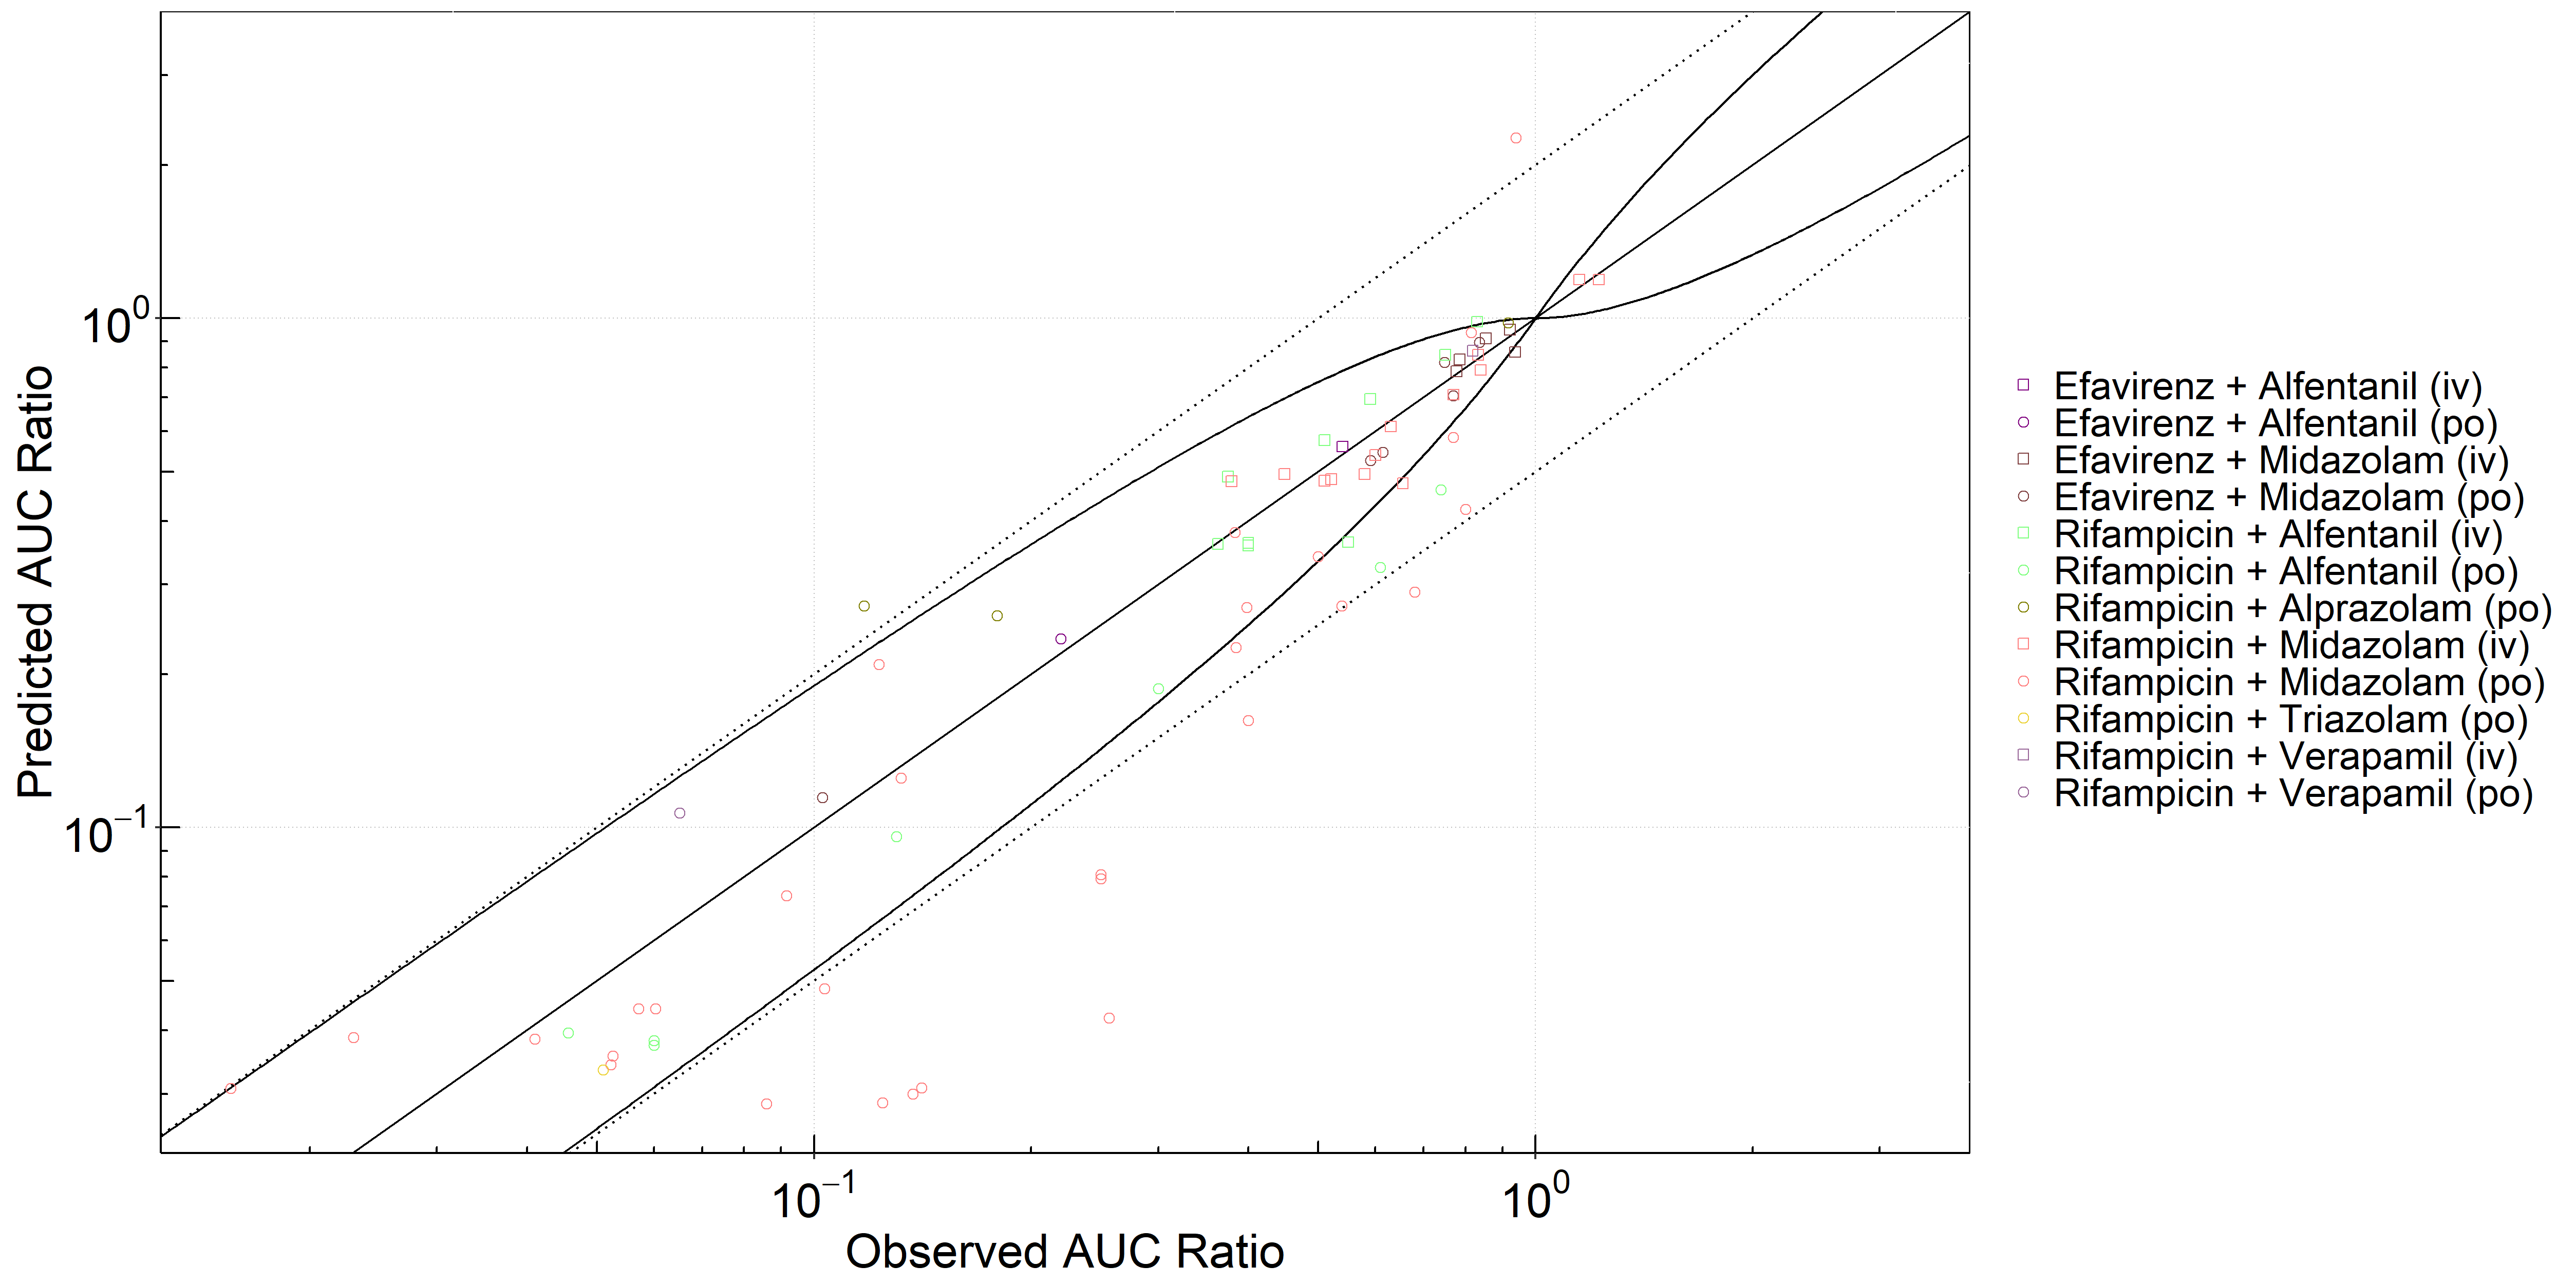 Predicted AUC Ratio
10⁰
10⁻¹
10⁻¹
10⁰
Observed AUC Ratio
Efavirenz + Alfentanil (iv)
Efavirenz + Alfentanil (po)
Efavirenz + Midazolam (iv)
Efavirenz + Midazolam (po)
Rifampicin + Alfentanil (iv)
Rifampicin + Alfentanil (po)
Rifampicin + Alprazolam (po)
Rifampicin + Midazolam (iv)
Rifampicin + Midazolam (po)
Rifampicin + Triazolam (po)
Rifampicin + Verapamil (iv)
Rifampicin + Verapamil (po)